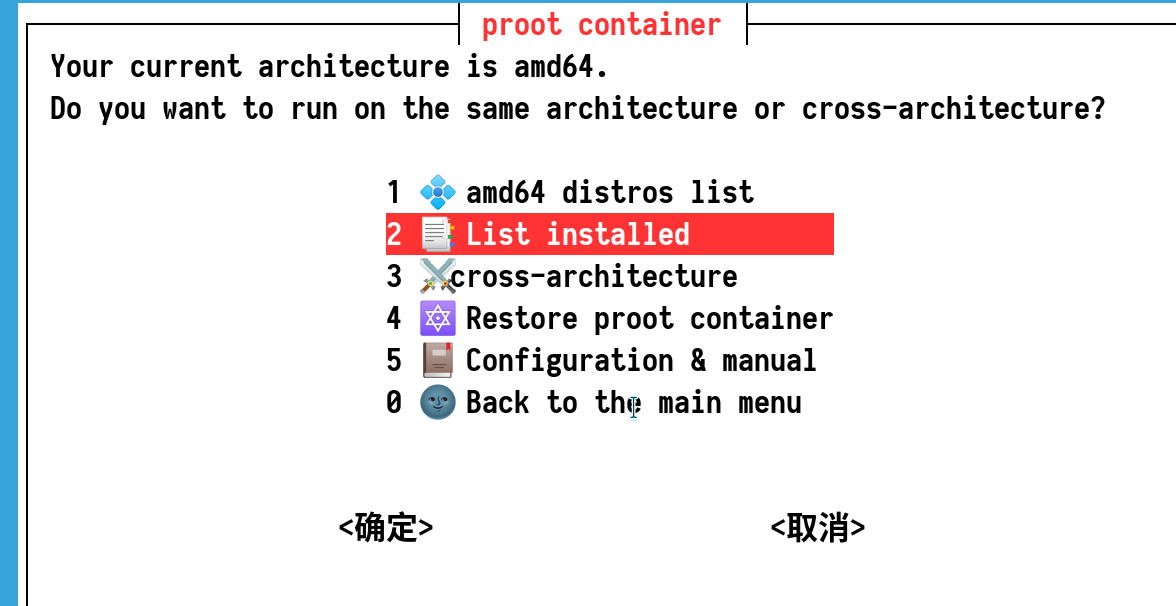 proot container
Your current architecture is amd64.
Do you want to run on the same architecture or cross-architecture?
1 💠 amd64 distros list
2 📑 List installed
3 ⚔️cross-architecture
4 🔯 Restore proot container
5 📔 Configuration & manual
0 🌚 Back to the main menu
<确定> <取消>